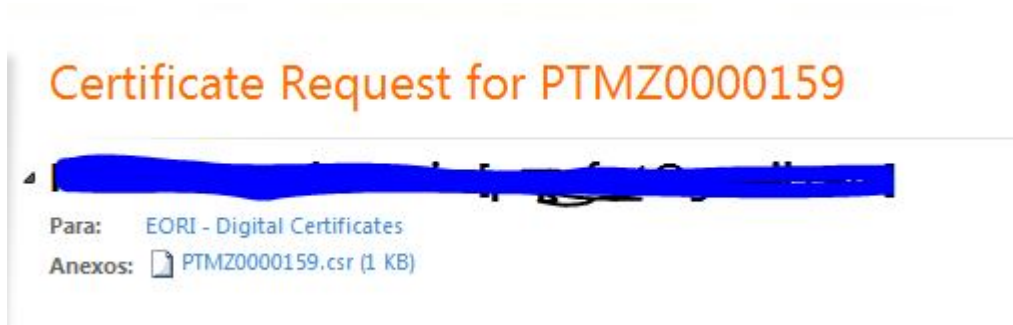 Certificate Request for PTMZ0000159
Para: EORI - Digital Certificates
Anexos: PTMZ0000159.csr (1 KB)